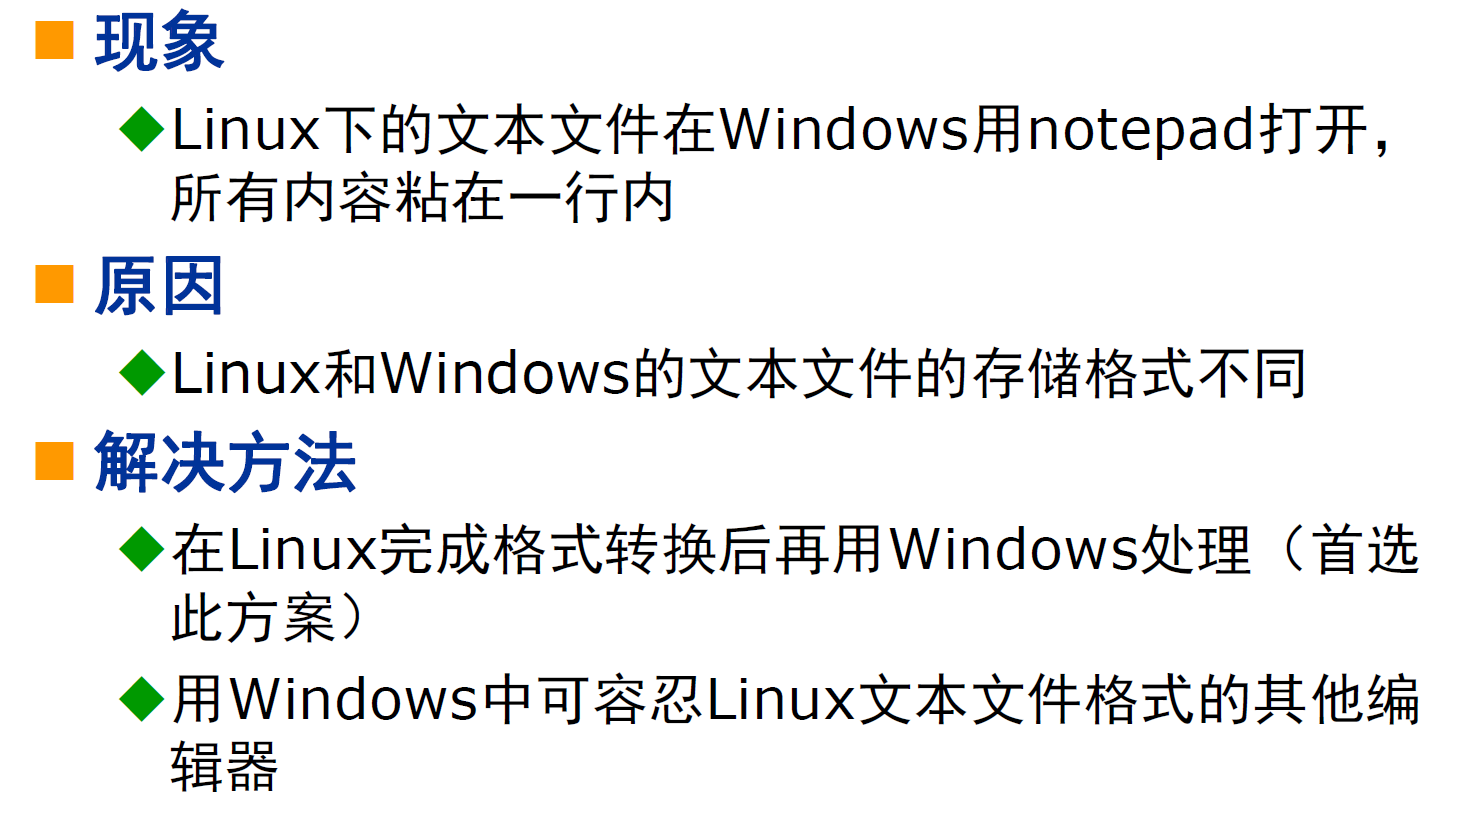 现象
Linux下的文本文件在Windows用notepad打开，
所有内容粘在一行内
原因
Linux和Windows的文本文件的存储格式不同
解决方法
在Linux完成格式转换后再用Windows处理（首选
此方案）
用Windows中可容忍Linux文本文件格式的其他编
辑器